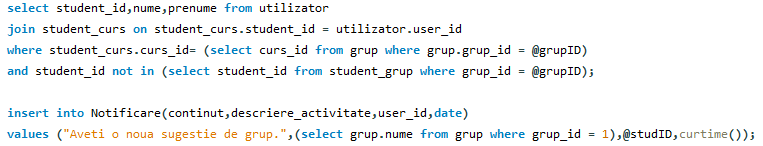 select student_id,nume,prenume from utilizator
join student_curs on student_curs.student_id = utilizator.user_id
where student_curs.curs_id= (select curs_id from grup where grup.grup_id = @grupID)
and student_id not in (select student_id from student_grup where grup_id = @grupID);
insert into Notificare(continut,descriere_activitate,user_id,date)
values ("Aveti o noua sugestie de grup.",(select grup.nume from grup where grup_id = 1),@studID,curtime());